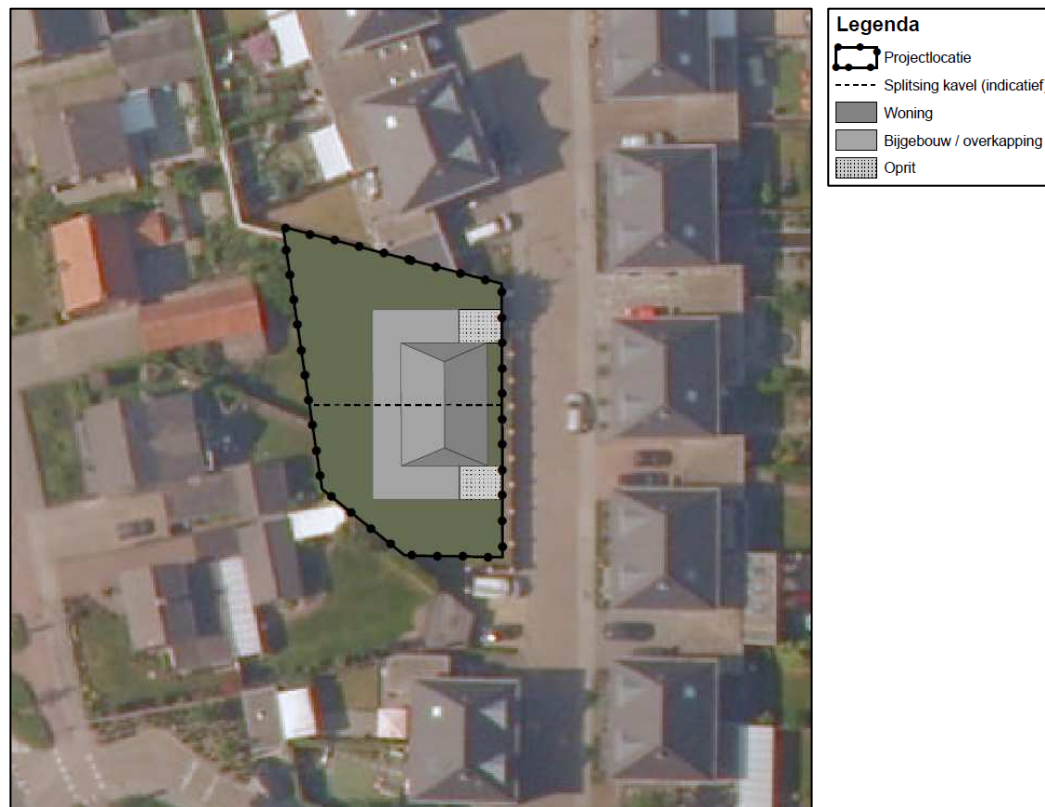 Legenda
Projectlocatie
Splitsing kavel (indicatief)
Woning
Bijgebouw / overkapping
Oprit